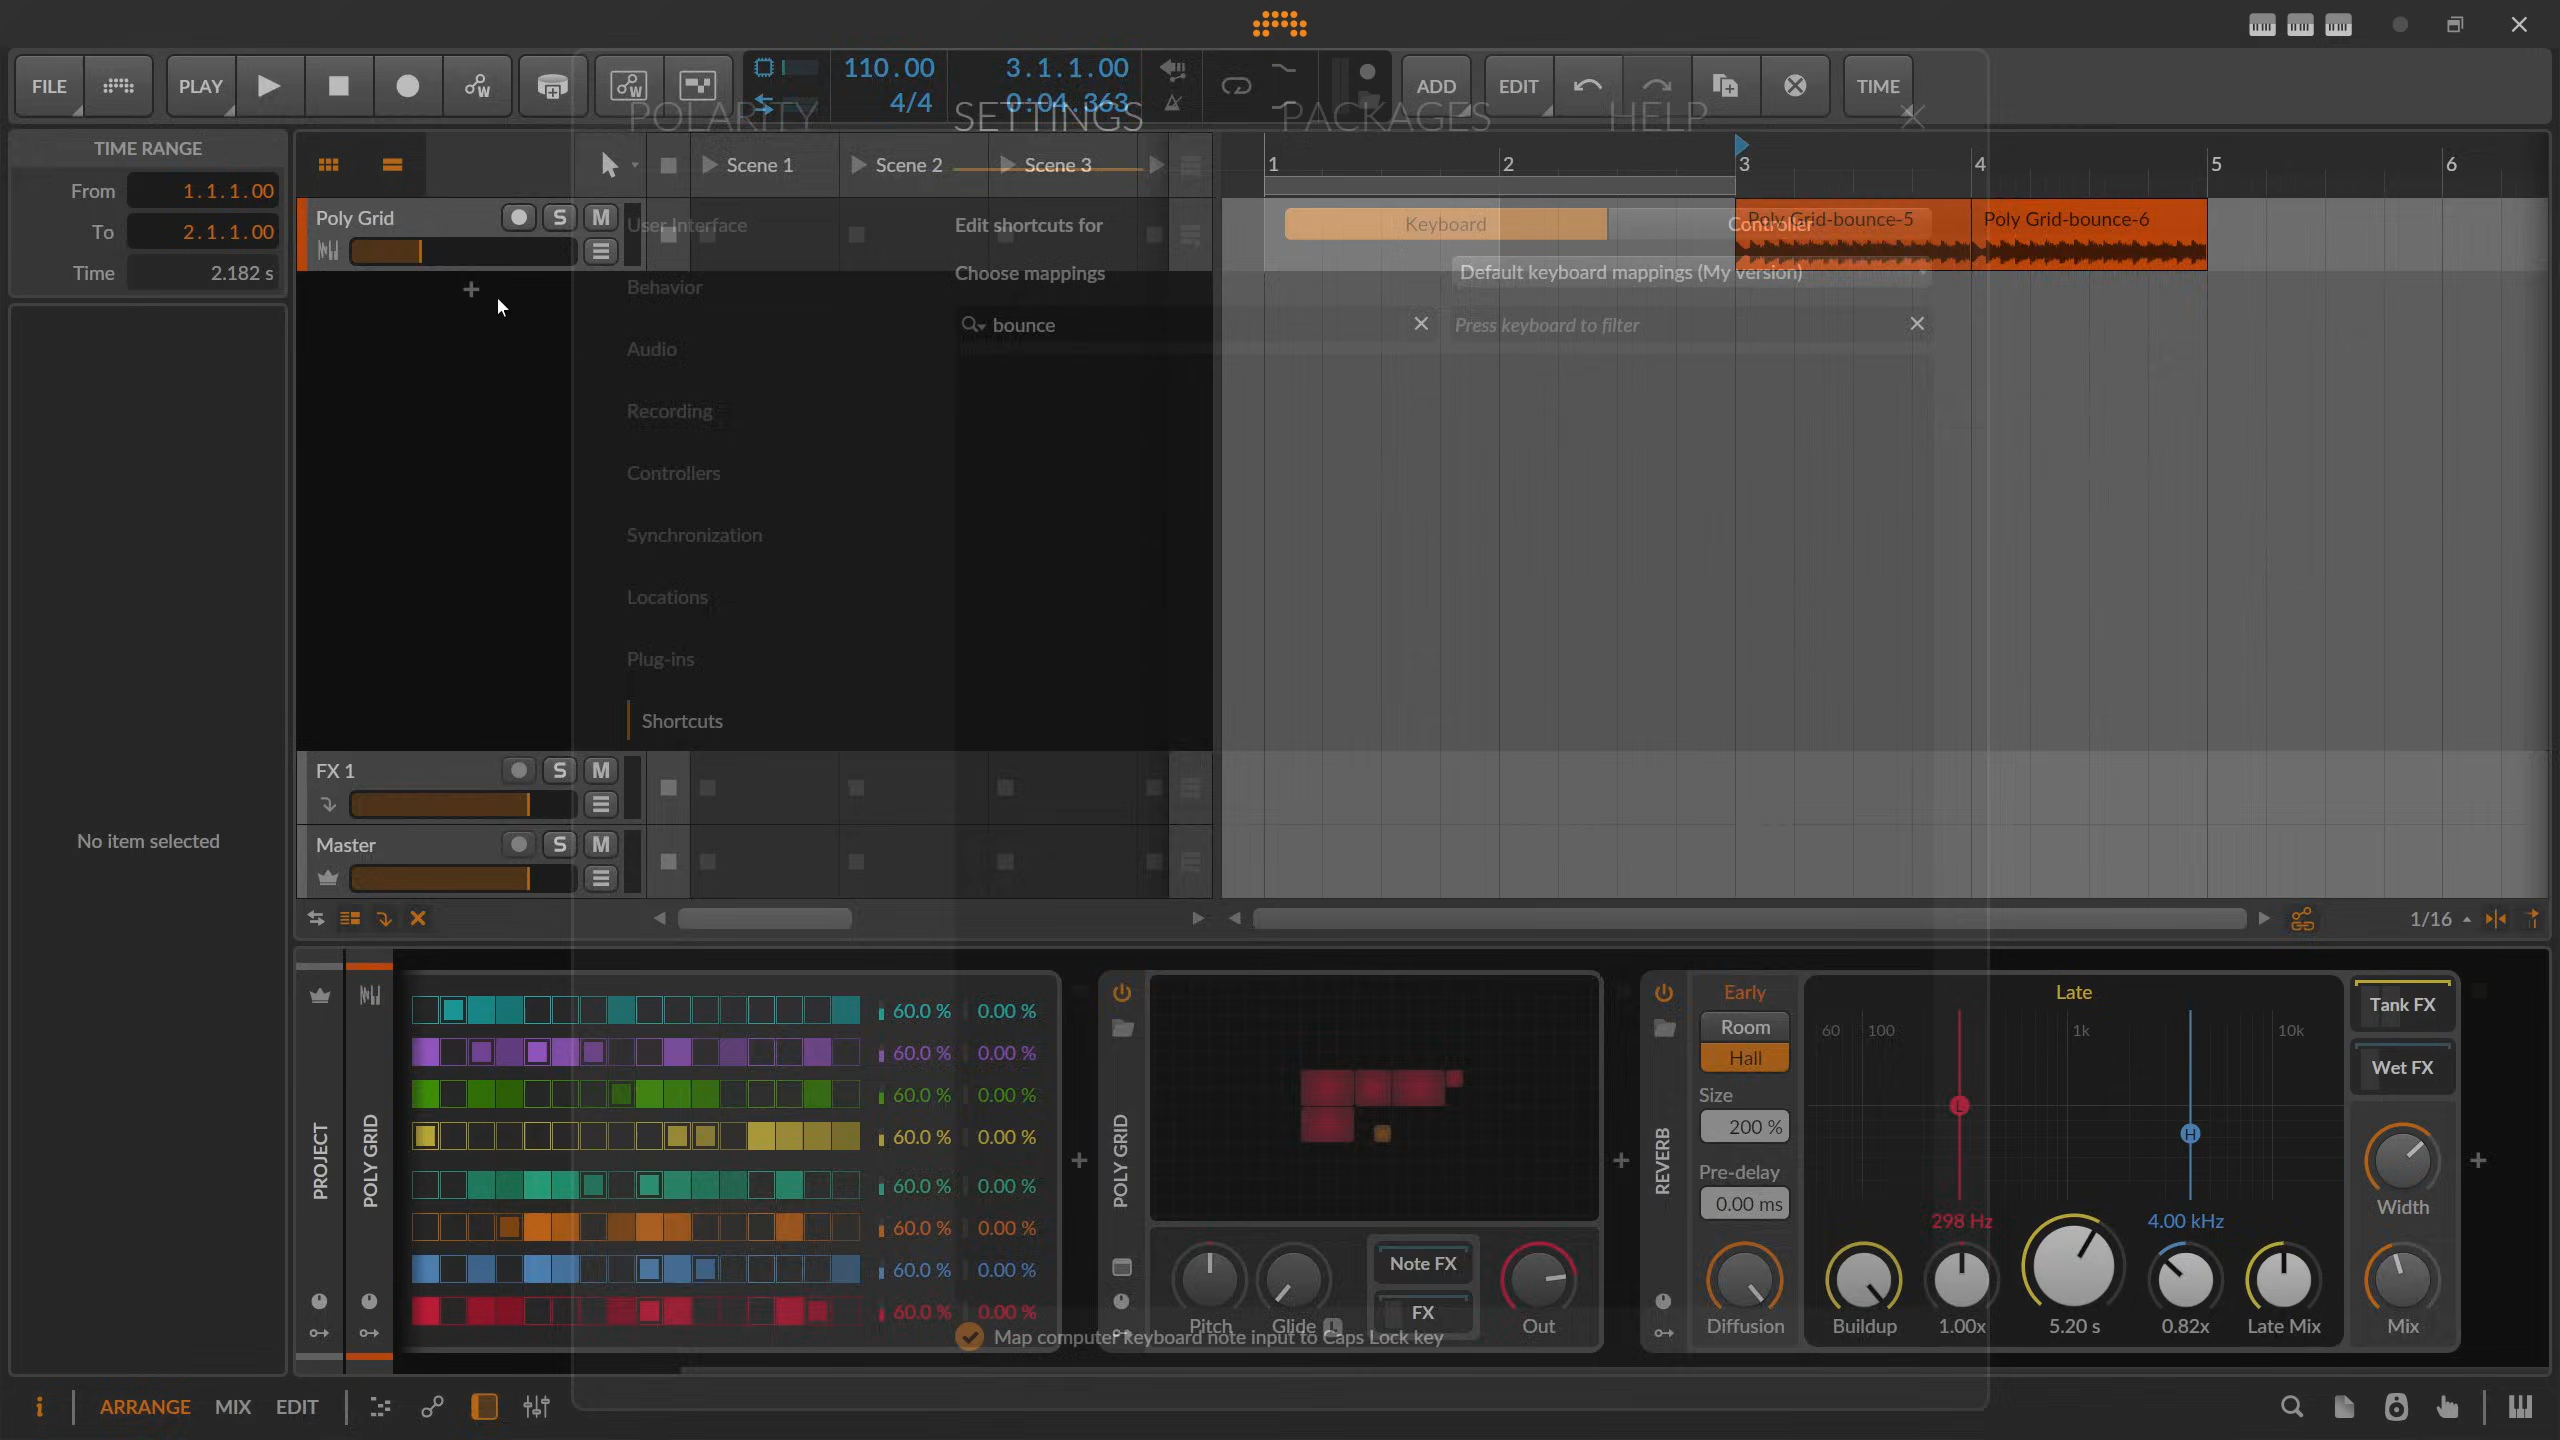 FILE
PLAY
110.00
4/4
3.1.1.00
0:04.363
ADD
EDIT
TIME
POLARITY
SETTINGS
PACKAGES
HELP
TIME RANGE
From 1.1.1.00
To 2.1.1.00
Time 2.182 s
No item selected
Scene 1
Scene 2
Scene 3
1 2 3 4 5 6
Poly Grid S M
Poly Grid-bounce-5
Poly Grid-bounce-6
User Interface
Behavior
Audio
Recording
Controllers
Synchronization
Locations
Plug-ins
Shortcuts
Edit shortcuts for
Keyboard
Controller
Choose mappings
Default keyboard mappings (My version)
bounce
Press keyboard to filter
FX 1 S M
Master S M
1/16
PROJECT
POLY GRID
60.0 % 0.00 %
60.0 % 0.00 %
60.0 % 0.00 %
60.0 % 0.00 %
60.0 % 0.00 %
60.0 % 0.00 %
60.0 % 0.00 %
60.0 % 0.00 %
POLY GRID
Pitch
Glide
L
Note FX
FX
Out
Map computer keyboard note input to Caps Lock key
REVERB
Early
Room
Hall
Size
200 %
Pre-delay
0.00 ms
Diffusion
Late
60 100 1k 10k
L
H
298 Hz
4.00 kHz
Buildup
1.00x
5.20 s
0.82x
Late Mix
Tank FX
Wet FX
Width
Mix
i
ARRANGE
MIX
EDIT